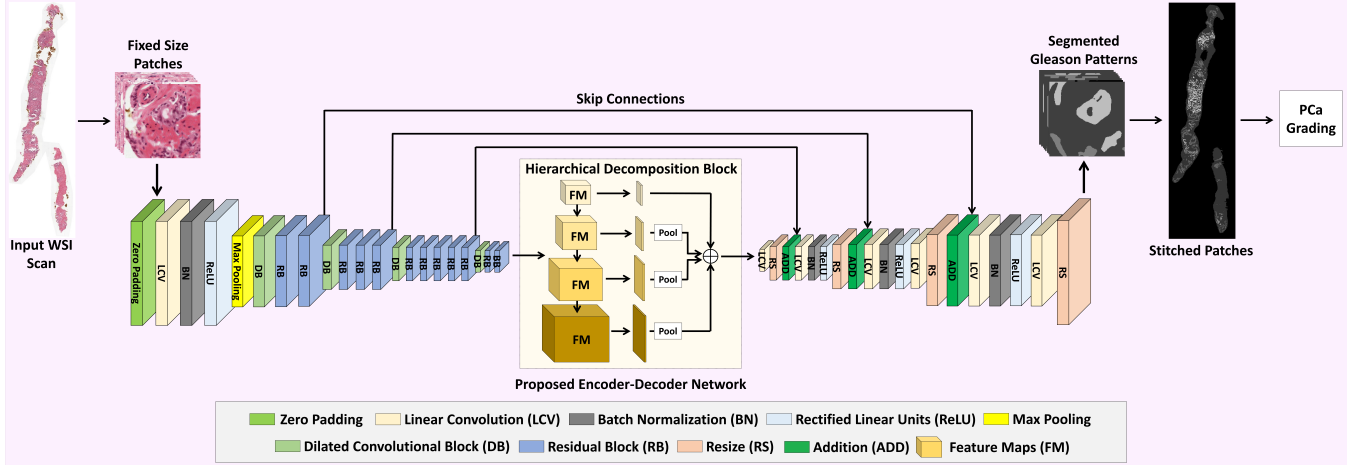 Input WSI
Scan
Fixed Size
Patches
Zero Padding
LCV
BN
ReLU
Max Pooling
DB
RB
RB
DB
RB
RB
RB
DB
RB
RB
RB
RB
RB
DB
RB
RB
Skip Connections
Hierarchical Decomposition Block
FM
FM
Pool
FM
Pool
FM
Pool
Proposed Encoder-Decoder Network
LCV
RS
ADD
LCV
BN
ReLU
RS
ADD
LCV
BN
ReLU
LCV
RS
ADD
LCV
BN
ReLU
LCV
RS
Segmented
Gleason Patterns
Stitched Patches
PCa
Grading
Zero Padding
Linear Convolution (LCV)
Batch Normalization (BN)
Rectified Linear Units (ReLU)
Max Pooling
Dilated Convolutional Block (DB)
Residual Block (RB)
Resize (RS)
Addition (ADD)
Feature Maps (FM)